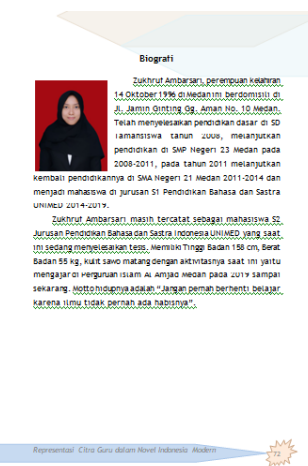 Biografi
Zukhruf Ambarsari, perempuan kelahiran
14 Oktober 1996 di Medan ini berdomisili di
Jl. Jamin Ginting Gg. Aman No. 10 Medan.
Telah menyelesaikan pendidikan dasar di SD
Tamansiswa tahun 2008, melanjutkan
pendidikan di SMP Negeri 23 Medan pada
2008-2011, pada tahun 2011 melanjutkan
kembali pendidikannya di SMA Negeri 21 Medan 2011-2014 dan
menjadi mahasiswa di jurusan S1 Pendidikan Bahasa dan Sastra
UNIMED 2014-2019.
Zukhruf Ambarsari masih tercatat sebagai mahasiswa S2
Jurusan Pendidikan Bahasa dan Sastra Indonesia UNIMED yang saat
ini sedang menyelesaikan tesis. Memiliki Tinggi Badan 158 cm, Berat
Badan 55 kg, kulit sawo matang dengan aktivitasnya saat ini yaitu
mengajar di Perguruan Islam Al Amjad Medan pada 2019 sampai
sekarang. Motto hidupnya adalah "Jangan pernah berhenti belajar
karena ilmu tidak pernah ada habisnya".
Representasi Citra Guru dalam Novel Indonesia Modern
72